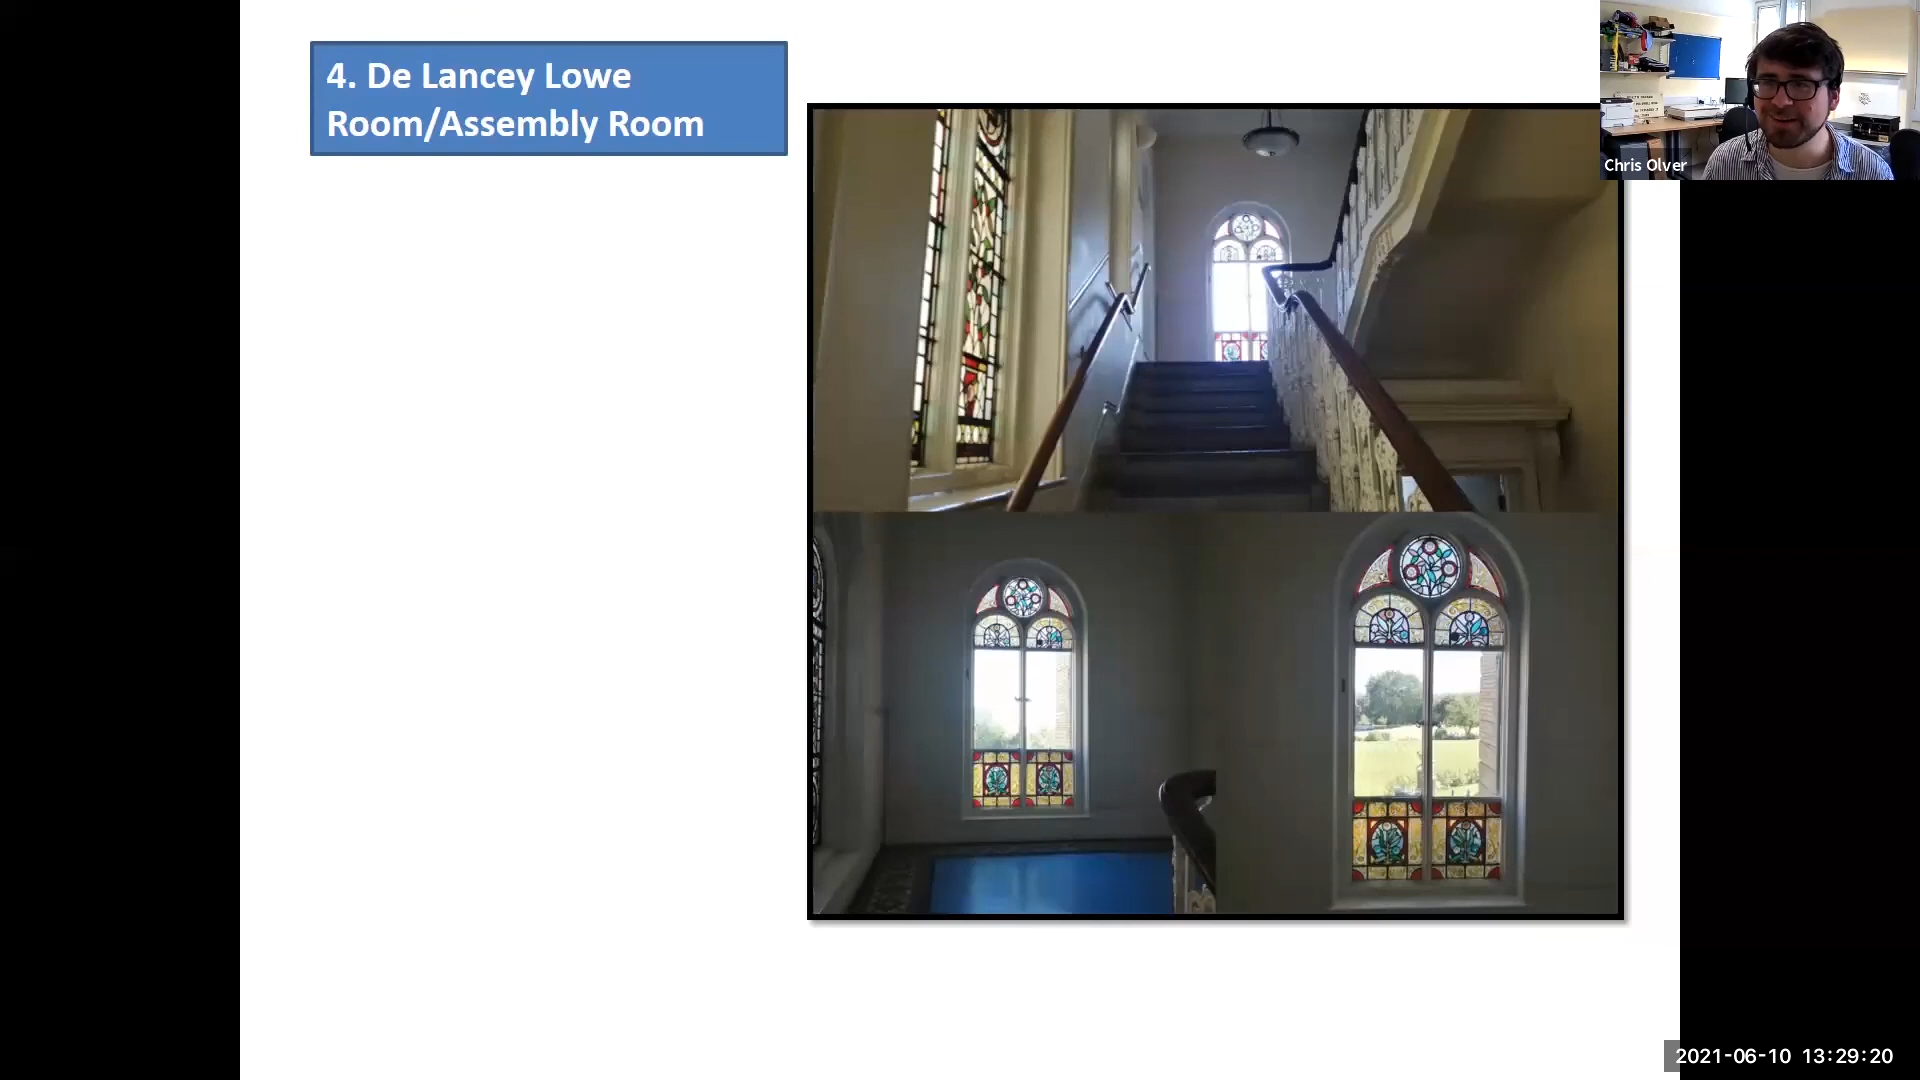 4. De Lancey Lowe
Room/Assembly Room
Chris Olver
2021-06-10 13:29:20